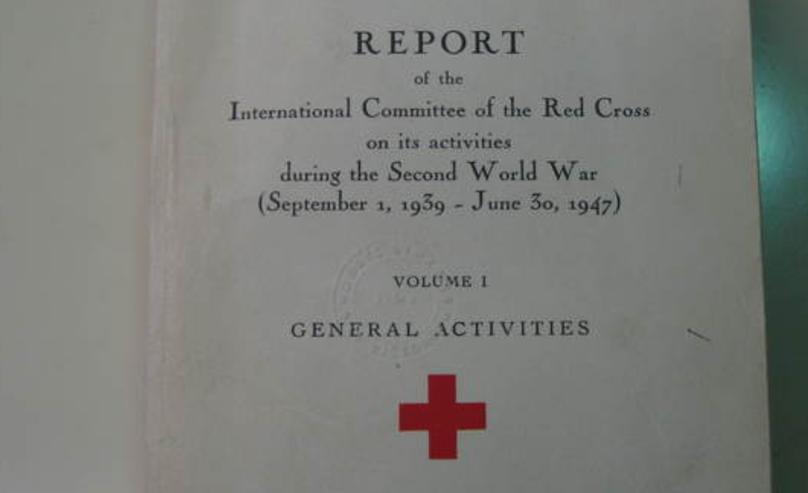 REPORT
of the
International Committee of the Red Cross
on its activities
during the Second World War
(September 1, 1939 - June 30, 1947)
VOLUME I
GENERAL ACTIVITIES